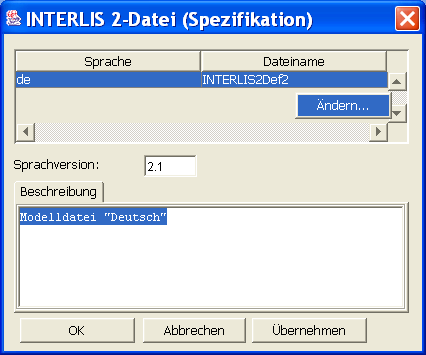 INTERLIS 2-Datei (Spezifikation)
Sprache Dateiname
de INTERLIS2Def2
Ändern...
Sprachversion: 2.1
Beschreibung
Modelldatei "Deutsch"
OK Abbrechen Übernehmen